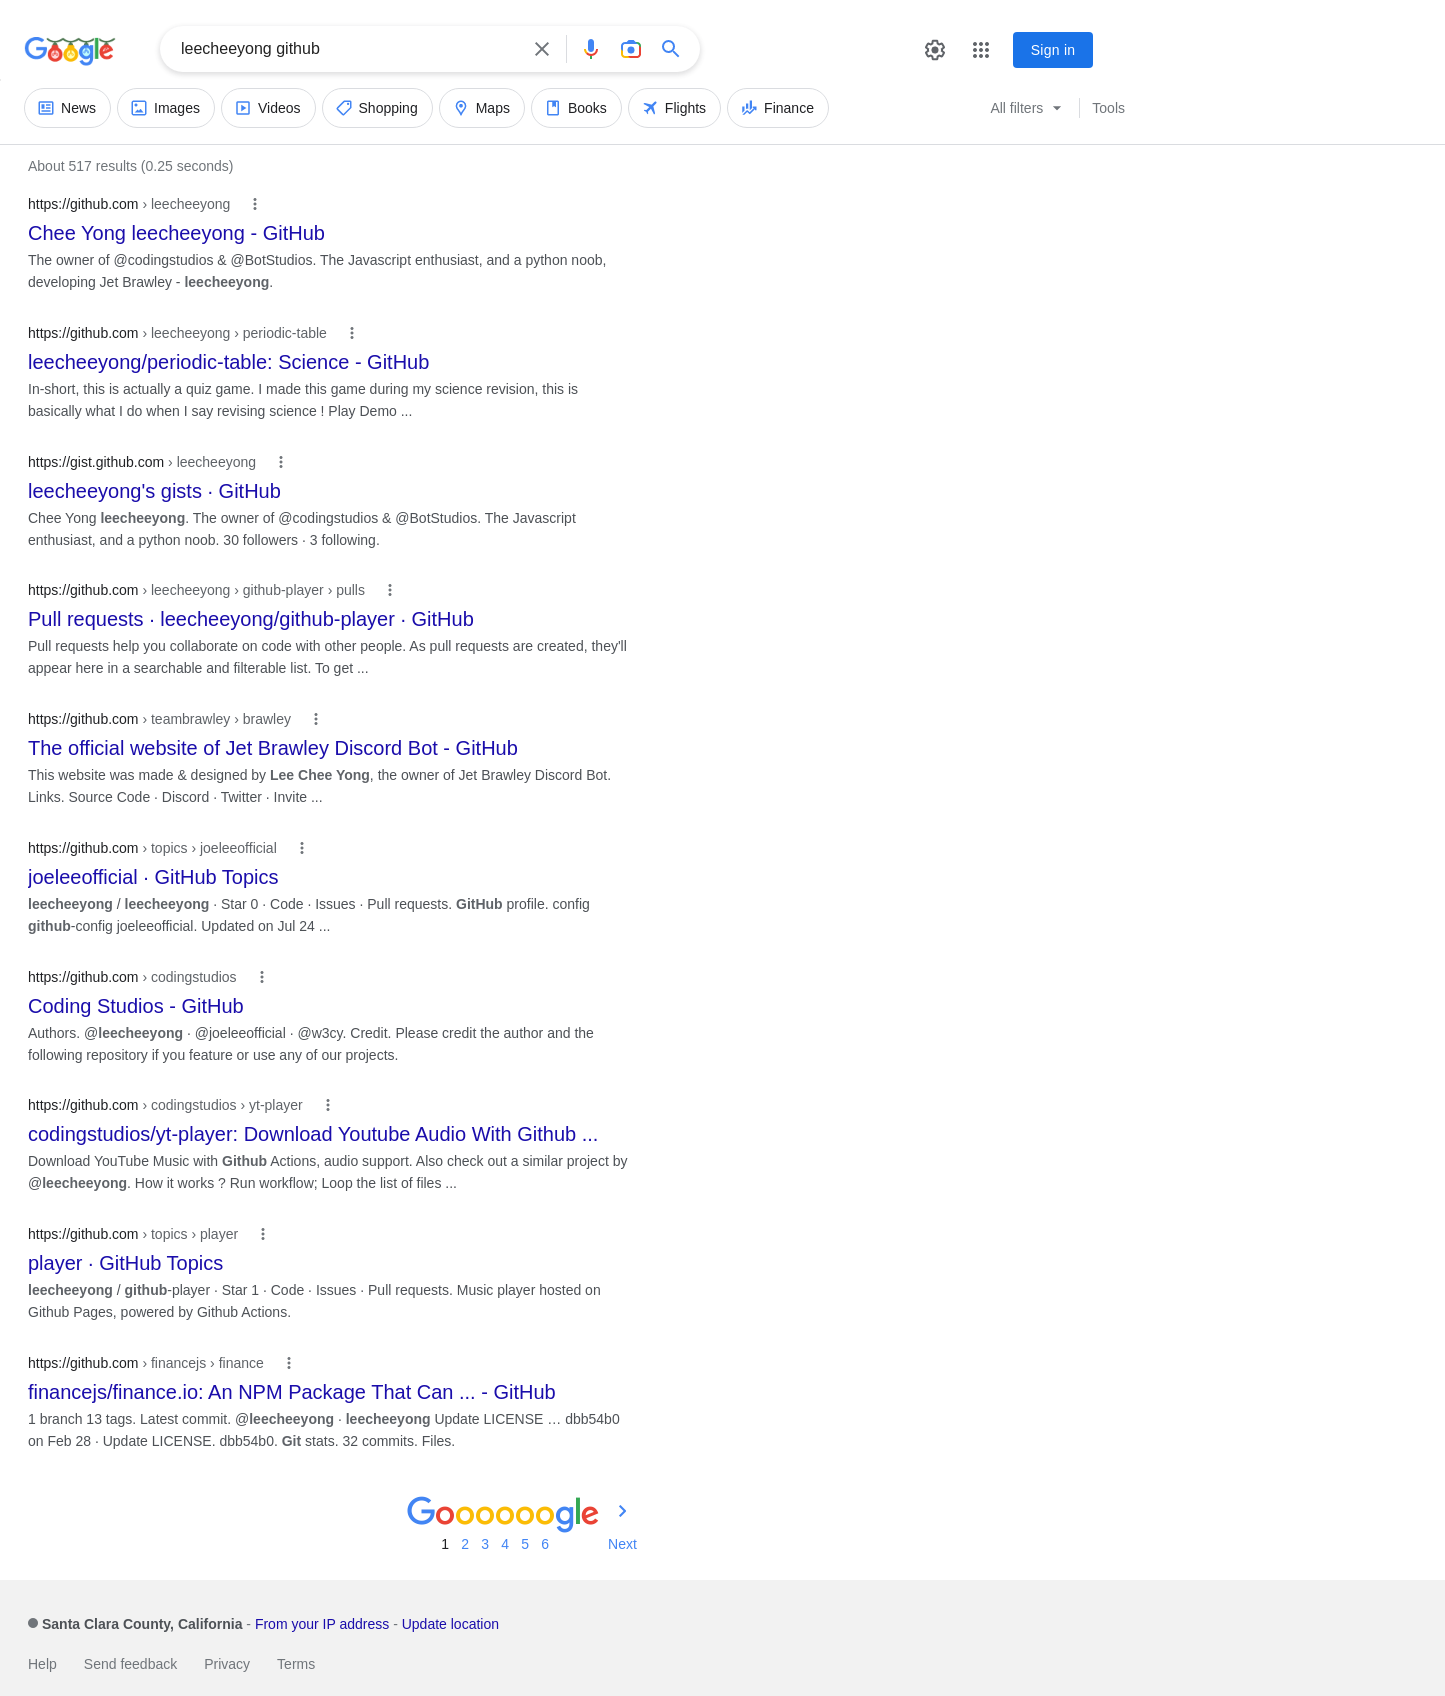 Google
leecheeyong github
Sign in
News
Images
Videos
Shopping
Maps
Books
Flights
Finance
All filters
Tools
About 517 results (0.25 seconds)
https://github.com › leecheeyong
Chee Yong leecheeyong - GitHub
The owner of @codingstudios & @BotStudios. The Javascript enthusiast, and a python noob,
developing Jet Brawley - leecheeyong.
https://github.com › leecheeyong › periodic-table
leecheeyong/periodic-table: Science - GitHub
In-short, this is actually a quiz game. I made this game during my science revision, this is
basically what I do when I say revising science ! Play Demo ...
https://gist.github.com › leecheeyong
leecheeyong's gists · GitHub
Chee Yong leecheeyong. The owner of @codingstudios & @BotStudios. The Javascript
enthusiast, and a python noob. 30 followers · 3 following.
https://github.com › leecheeyong › github-player › pulls
Pull requests · leecheeyong/github-player · GitHub
Pull requests help you collaborate on code with other people. As pull requests are created, they'll
appear here in a searchable and filterable list. To get ...
https://github.com › teambrawley › brawley
The official website of Jet Brawley Discord Bot - GitHub
This website was made & designed by Lee Chee Yong, the owner of Jet Brawley Discord Bot.
Links. Source Code · Discord · Twitter · Invite ...
https://github.com › topics › joeleeofficial
joeleeofficial · GitHub Topics
leecheeyong / leecheeyong · Star 0 · Code · Issues · Pull requests. GitHub profile. config
github-config joeleeofficial. Updated on Jul 24 ...
https://github.com › codingstudios
Coding Studios - GitHub
Authors. @leecheeyong · @joeleeofficial · @w3cy. Credit. Please credit the author and the
following repository if you feature or use any of our projects.
https://github.com › codingstudios › yt-player
codingstudios/yt-player: Download Youtube Audio With Github ...
Download YouTube Music with Github Actions, audio support. Also check out a similar project by
@leecheeyong. How it works ? Run workflow; Loop the list of files ...
https://github.com › topics › player
player · GitHub Topics
leecheeyong / github-player · Star 1 · Code · Issues · Pull requests. Music player hosted on
Github Pages, powered by Github Actions.
https://github.com › financejs › finance
financejs/finance.io: An NPM Package That Can ... - GitHub
1 branch 13 tags. Latest commit. @leecheeyong · leecheeyong Update LICENSE … dbb54b0
on Feb 28 · Update LICENSE. dbb54b0. Git stats. 32 commits. Files.
Goooooogle
1 2 3 4 5 6 Next
Santa Clara County, California - From your IP address - Update location
Help Send feedback Privacy Terms